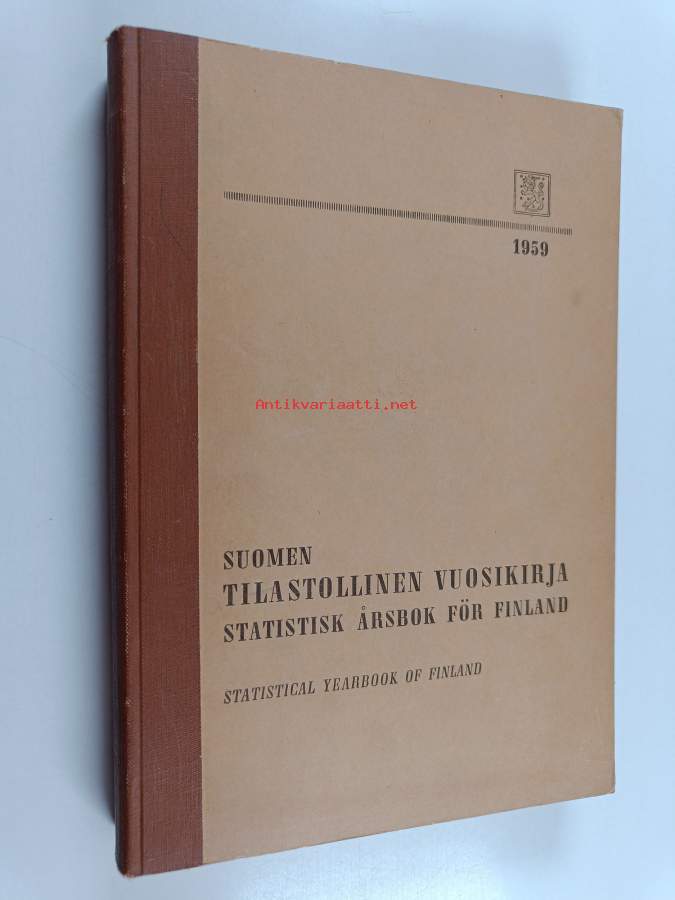 1959
Antikvariaatti.net
SUOMEN
TILASTOLLINEN VUOSIKIRJA
STATISTISK ÅRSBOK FÖR FINLAND
STATISTICAL YEARBOOK OF FINLAND